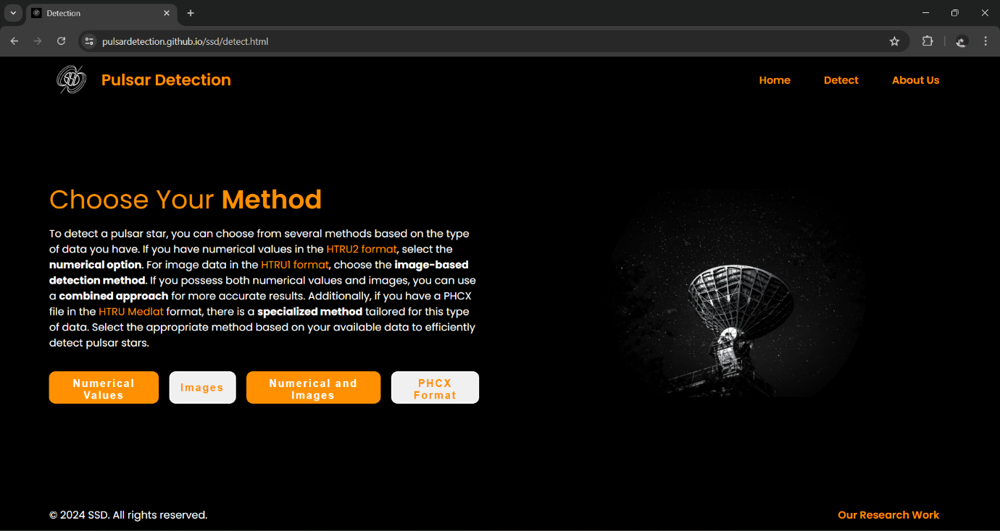 Detection
pulsardetection.github.io/ssd/detect.html
SSD
Pulsar Detection
Home
Detect
About Us
Choose Your Method
To detect a pulsar star, you can choose from several methods based on the type
of data you have. If you have numerical values in the HTRU2 format, select the
numerical option. For image data in the HTRU1 format, choose the image-based
detection method. If you possess both numerical values and images, you can use
a combined approach for more accurate results. Additionally, if you have a PHCX
file in the HTRU Medlat format, there is a specialized method tailored for this type
of data. Select the appropriate method based on your available data to efficiently
detect pulsar stars.
Numerical
Values
Images
Numerical and
Images
PHCX
Format
© 2024 SSD. All rights reserved.
Our Research Work